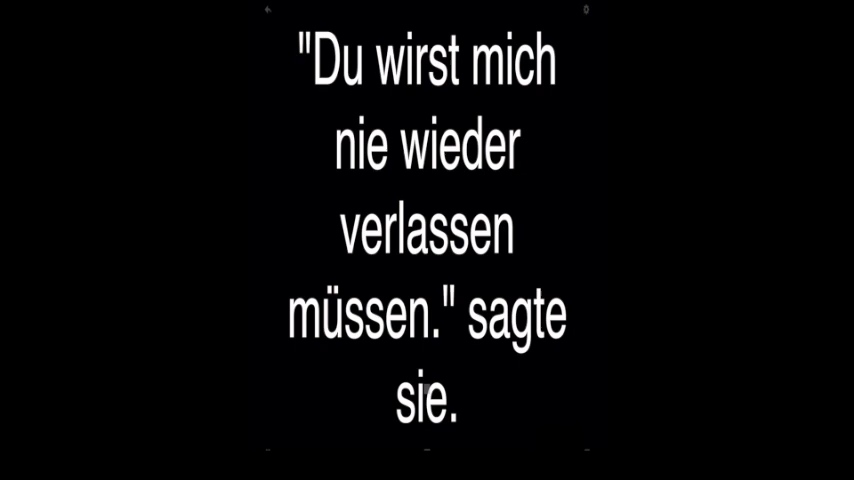 "Du wirst mich
nie wieder
verlassen
müssen." sagte
sie.